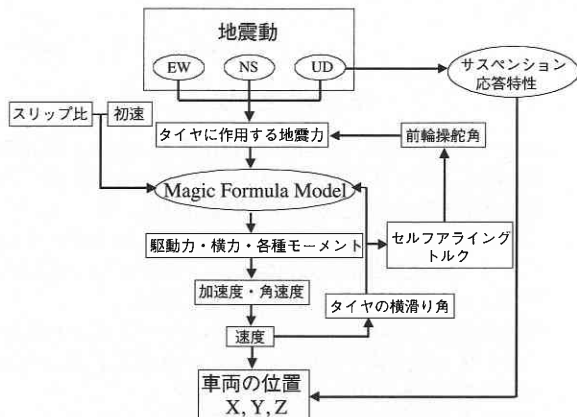 地震動
EW
NS
UD
サスペンション
応答特性
スリップ比
初速
タイヤに作用する地震力
前輪操舵角
Magic Formula Model
駆動力・横力・各種モーメント
セルフアライイング
トルク
加速度・角速度
タイヤの横滑り角
速度
車両の位置
X, Y, Z